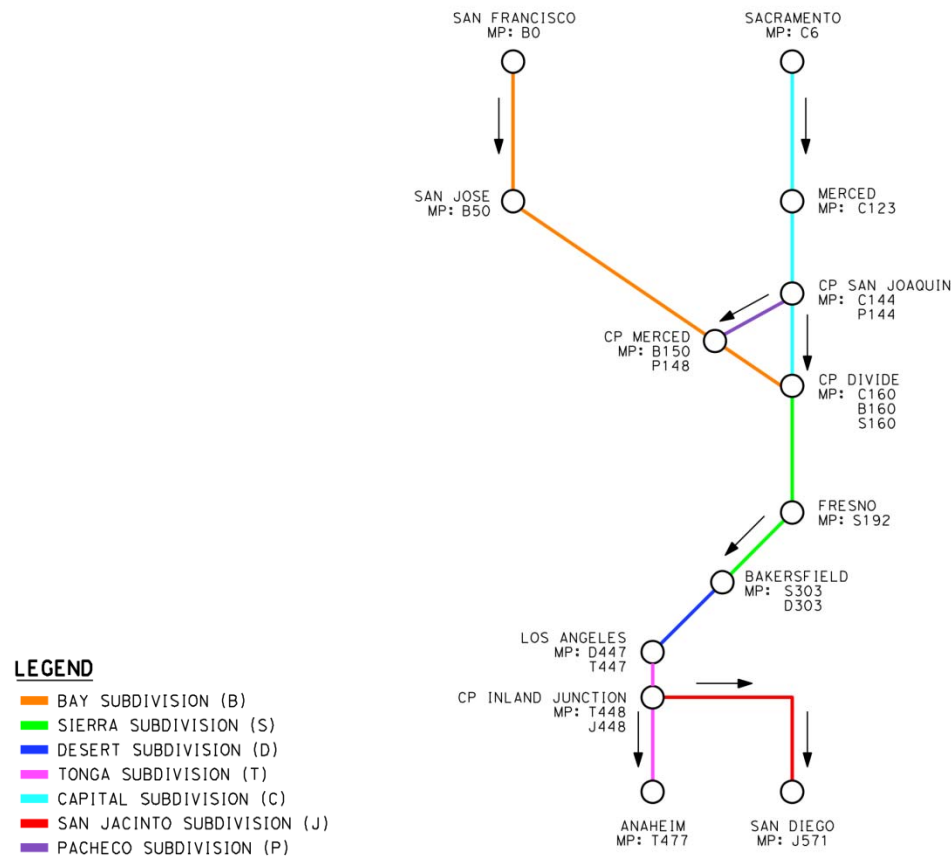 SAN FRANCISCO
MP: B0
SACRAMENTO
MP: C6
SAN JOSE
MP: B50
MERCED
MP: C123
CP SAN JOAQUIN
MP: C144
P144
CP MERCED
MP: B150
P148
CP DIVIDE
MP: C160
B160
S160
FRESNO
MP: S192
BAKERSFIELD
MP: S303
D303
LOS ANGELES
MP: D447
T447
CP INLAND JUNCTION
MP: T448
J448
ANAHEIM
MP: T477
SAN DIEGO
MP: J571
LEGEND
BAY SUBDIVISION (B)
SIERRA SUBDIVISION (S)
DESERT SUBDIVISION (D)
TONGA SUBDIVISION (T)
CAPITAL SUBDIVISION (C)
SAN JACINTO SUBDIVISION (J)
PACHECO SUBDIVISION (P)